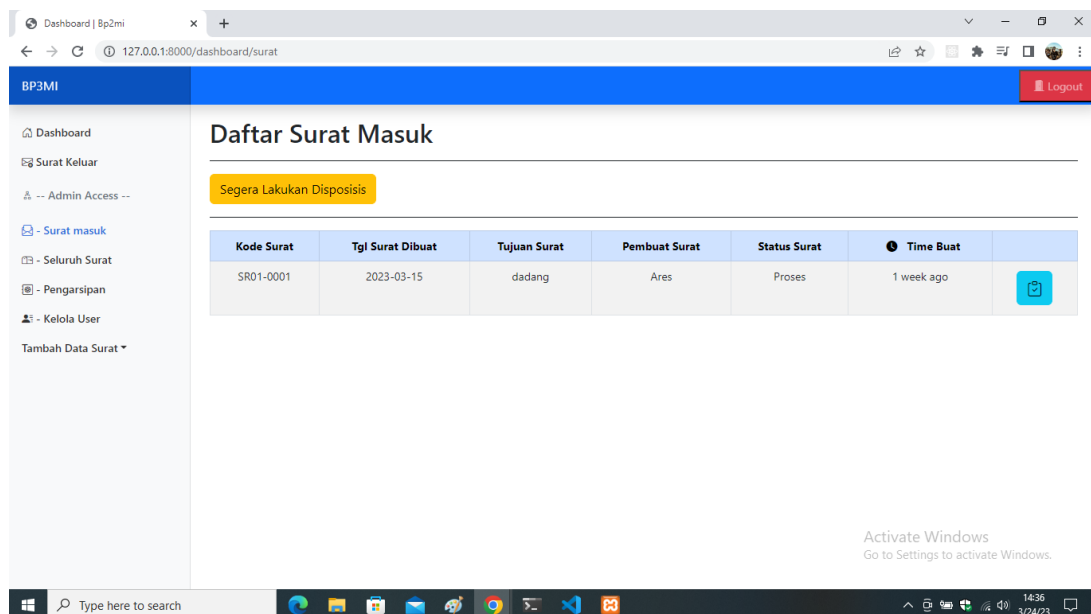 Dashboard | Bp2mi
127.0.0.1:8000/dashboard/surat
BP3MI
Logout
Dashboard
Surat Keluar
-- Admin Access --
- Surat masuk
- Seluruh Surat
- Pengarsipan
- Kelola User
Tambah Data Surat
Daftar Surat Masuk
Segera Lakukan Disposisis
Kode Surat Tgl Surat Dibuat Tujuan Surat Pembuat Surat Status Surat Time Buat
SR01-0001 2023-03-15 dadang Ares Proses 1 week ago
Activate Windows
Go to Settings to activate Windows.
Type here to search
14:36
3/24/23